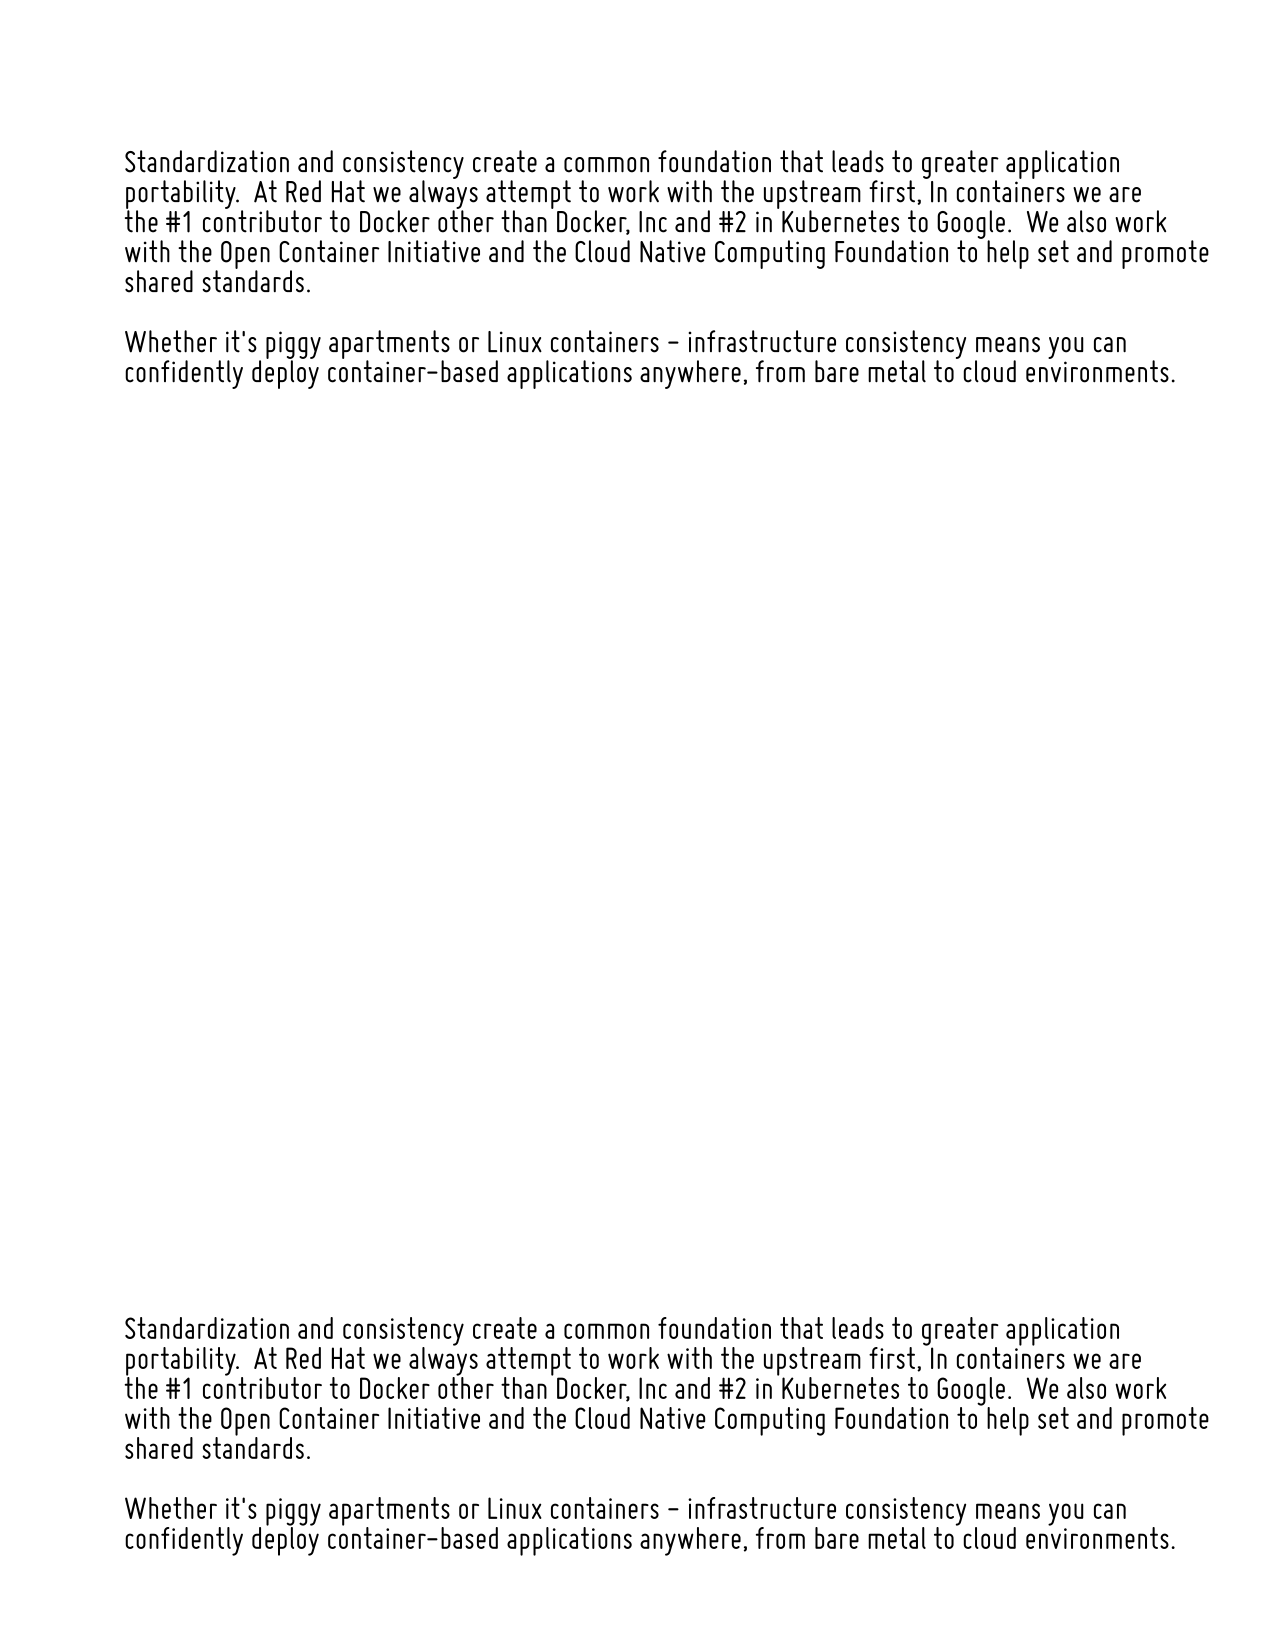 Standardization and consistency create a common foundation that leads to greater application
portability.  At Red Hat we always attempt to work with the upstream first, In containers we are
the #1 contributor to Docker other than Docker, Inc and #2 in Kubernetes to Google.  We also work
with the Open Container Initiative and the Cloud Native Computing Foundation to help set and promote
shared standards.

Whether it's piggy apartments or Linux containers - infrastructure consistency means you can
confidently deploy container-based applications anywhere, from bare metal to cloud environments.

Standardization and consistency create a common foundation that leads to greater application
portability.  At Red Hat we always attempt to work with the upstream first, In containers we are
the #1 contributor to Docker other than Docker, Inc and #2 in Kubernetes to Google.  We also work
with the Open Container Initiative and the Cloud Native Computing Foundation to help set and promote
shared standards.

Whether it's piggy apartments or Linux containers - infrastructure consistency means you can
confidently deploy container-based applications anywhere, from bare metal to cloud environments.